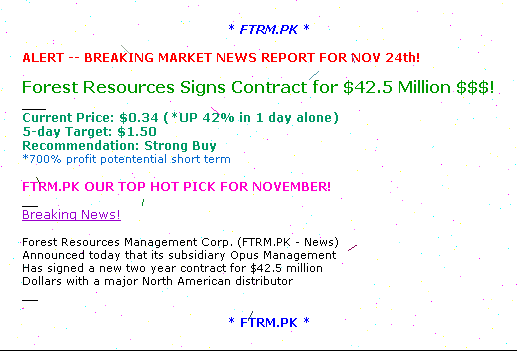 * FTRM.PK *
ALERT -- BREAKING MARKET NEWS REPORT FOR NOV 24th!
Forest Resources Signs Contract for $42.5 Million $$$!
Current Price: $0.34 (*UP 42% in 1 day alone)
5-day Target: $1.50
Recommendation: Strong Buy
*700% profit potentential short term
FTRM.PK OUR TOP HOT PICK FOR NOVEMBER!
Breaking News!
Forest Resources Management Corp. (FTRM.PK - News)
Announced today that its subsidiary Opus Management
Has signed a new two year contract for $42.5 million
Dollars with a major North American distributor
* FTRM.PK *